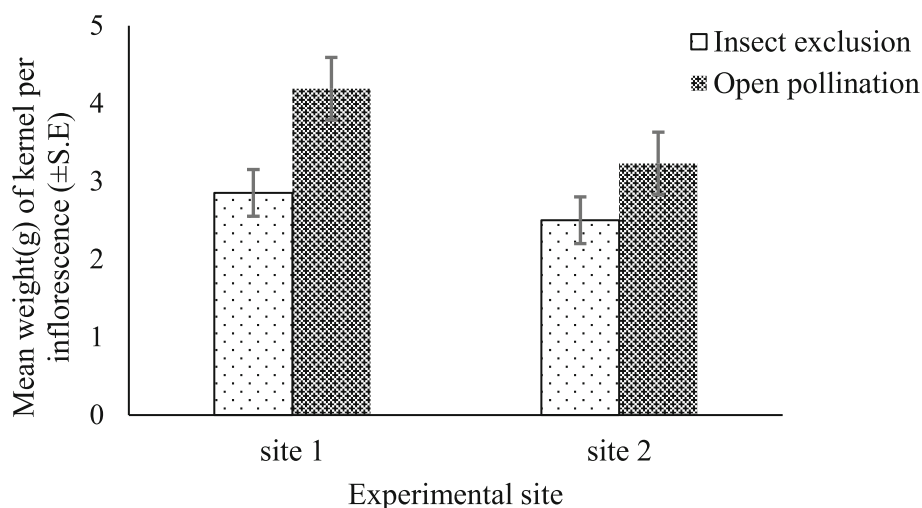 Mean weight(g) of kernel per
inflorescence (±S.E)
5
4
3
2
1
0
Insect exclusion
Open pollination
site 1
site 2
Experimental site